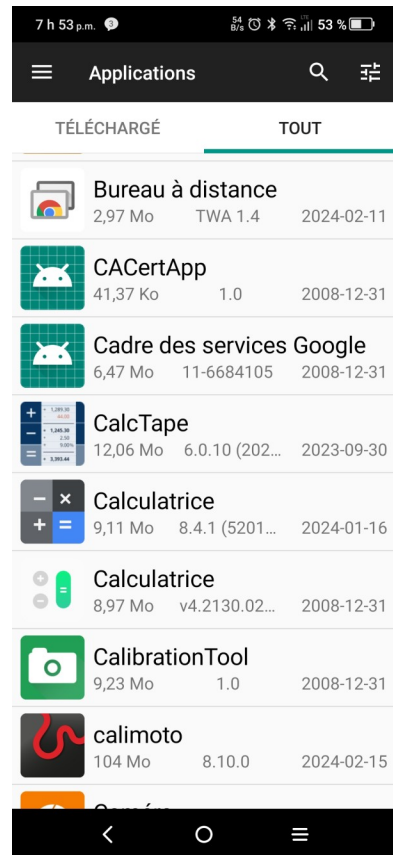 7 h 53 p.m. 3 54 B/s LTE 53 %
Applications
TÉLÉCHARGÉ TOUT
Bureau à distance
2,97 Mo TWA 1.4 2024-02-11
CACertApp
41,37 Ko 1.0 2008-12-31
Cadre des services Google
6,47 Mo 11-6684105 2008-12-31
CalcTape
12,06 Mo 6.0.10 (202... 2023-09-30
Calculatrice
9,11 Mo 8.4.1 (5201... 2024-01-16
Calculatrice
8,97 Mo v4.2130.02... 2008-12-31
CalibrationTool
9,23 Mo 1.0 2008-12-31
calimoto
104 Mo 8.10.0 2024-02-15